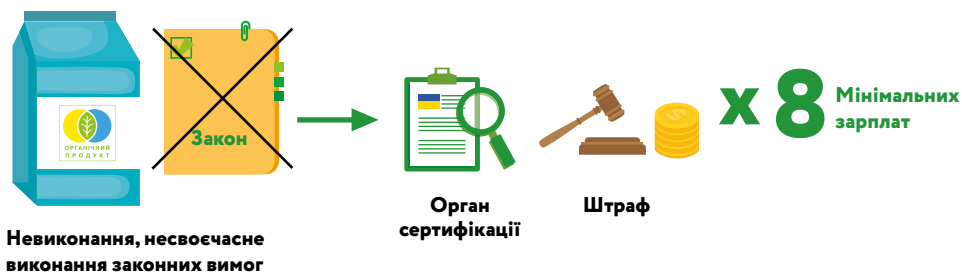 ОРГАНІЧНИЙ
ПРОДУКТ
Закон
x 8
Мінімальних
зарплат
Орган
сертифікації
Штраф
Невиконання, несвоєчасне
виконання законних вимог